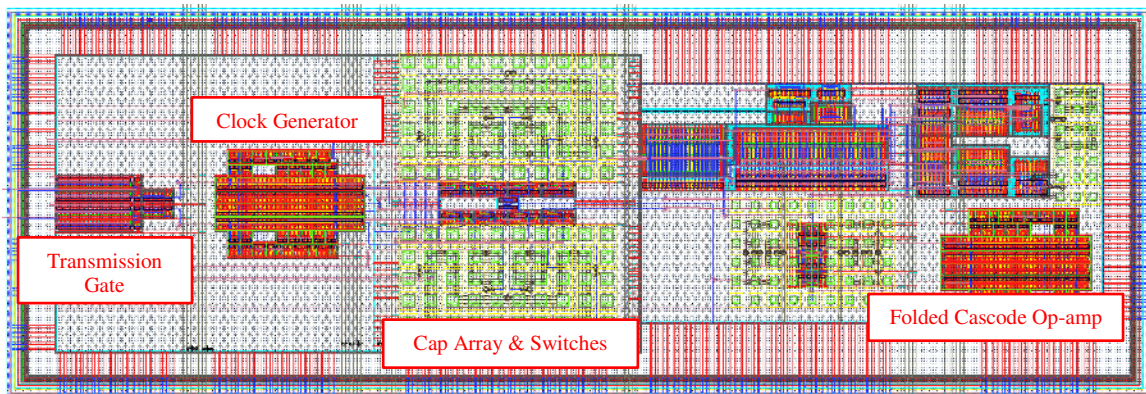 Clock Generator
Transmission
Gate
Cap Array & Switches
Folded Cascode Op-amp